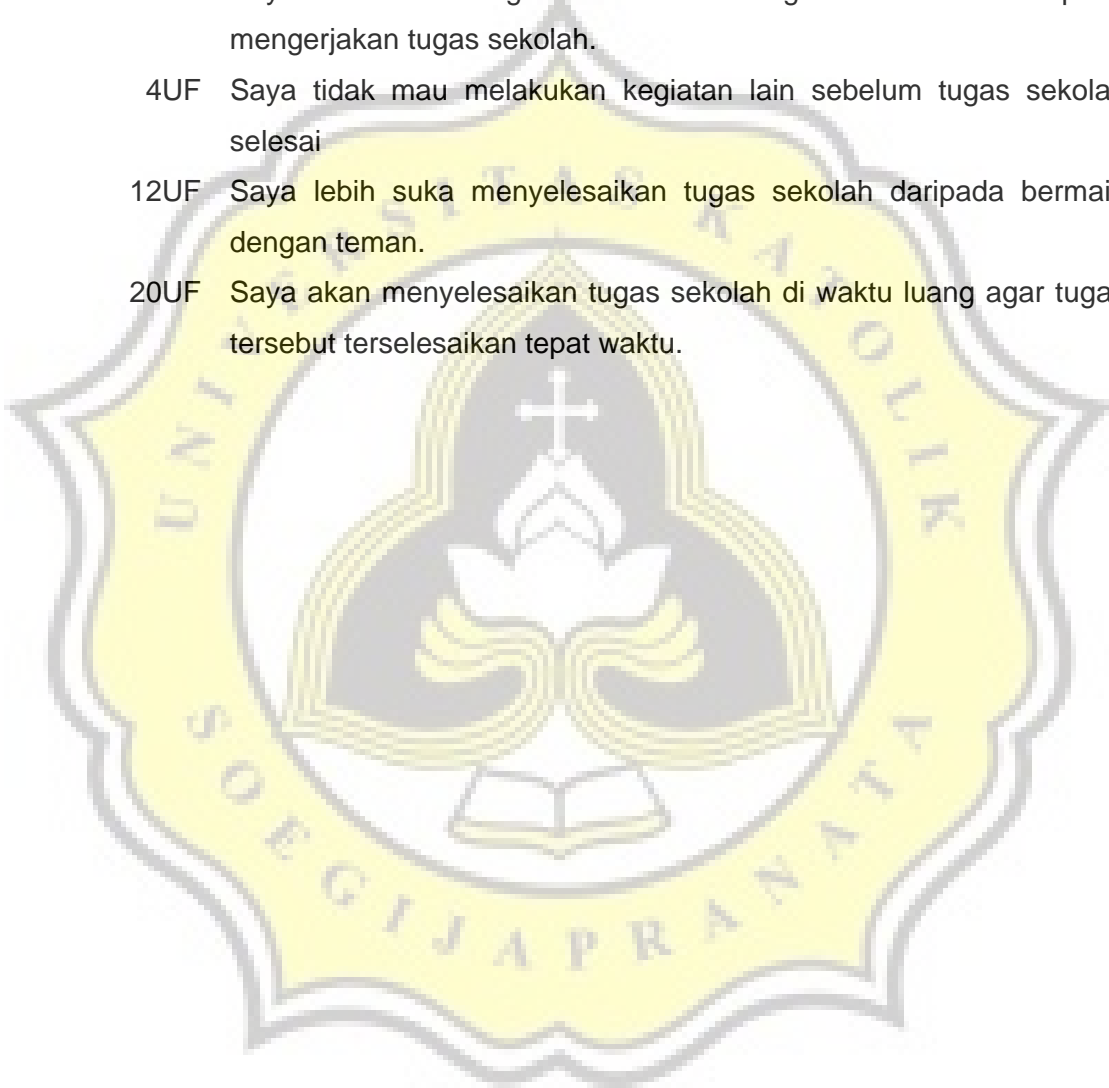 mengerjakan tugas sekolah.
4UF Saya tidak mau melakukan kegiatan lain sebelum tugas sekola
selesai
12UF Saya lebih suka menyelesaikan tugas sekolah daripada bermai
dengan teman.
20UF Saya akan menyelesaikan tugas sekolah di waktu luang agar tuga
tersebut terselesaikan tepat waktu.
UNIVERSITAS KATOLIK
SOEGIJAPRANATA